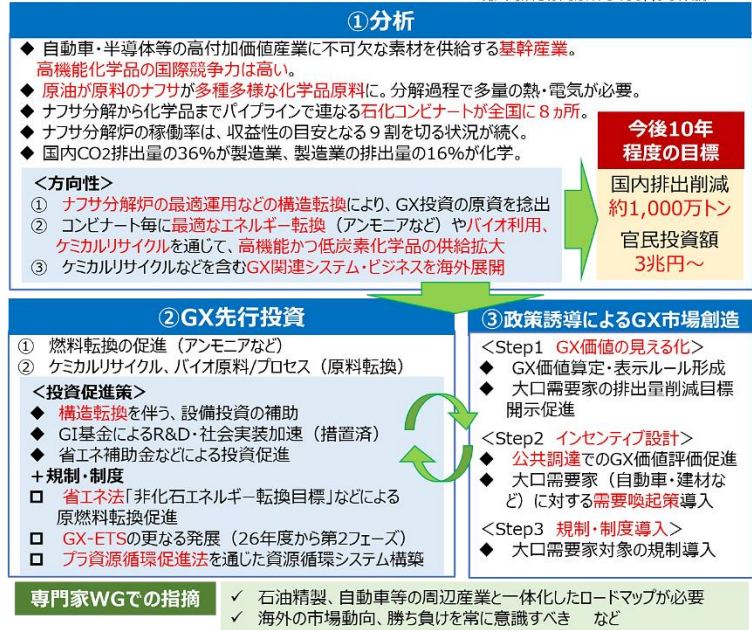 ①分析
◆ 自動車・半導体等の高付加価値産業に不可欠な素材を供給する基幹産業。
高機能化学品の国際競争力は高い。
◆ 原油が原料のナフサが多種多様な化学品原料に。分解過程で多量の熱・電気が必要。
◆ ナフサ分解から化学品までパイプラインで連なる石化コンビナートが全国に８ヵ所。
◆ ナフサ分解炉の稼働率は、収益性の目安となる９割を切る状況が続く。
◆ 国内CO2排出量の36%が製造業、製造業の排出量の16%が化学。
＜方向性＞
① ナフサ分解炉の最適運用などの構造転換により、GX投資の原資を捻出
② コンビナート毎に最適なエネルギー転換（アンモニアなど）やバイオ利用、
ケミカルリサイクルを通じて、高機能かつ低炭素化学品の供給拡大
③ ケミカルリサイクルなどを含むGX関連システム・ビジネスを海外展開
今後10年
程度の目標
国内排出削減
約1,000万トン
官民投資額
3兆円～
②GX先行投資
① 燃料転換の促進（アンモニアなど）
② ケミカルリサイクル、バイオ原料/プロセス（原料転換）
＜投資促進策＞
◆ 構造転換を伴う、設備投資の補助
◆ GI基金によるR&D・社会実装加速（措置済）
◆ 省エネ補助金などによる投資促進
＋規制・制度
□ 省エネ法「非化石エネルギー転換目標」などによる
原燃料転換促進
□ GX-ETSの更なる発展（26年度から第2フェーズ）
□ プラ資源循環促進法を通じた資源循環システム構築
③政策誘導によるGX市場創造
<Step1 GX価値の見える化>
◆ GX価値算定・表示ルール形成
◆ 大口需要家の排出量削減目標
開示促進
<Step2 インセンティブ設計>
◆ 公共調達でのGX価値評価促進
◆ 大口需要家（自動車・建材な
ど）に対する需要喚起策導入
<Step3 規制・制度導入>
◆ 大口需要家対象の規制導入
専門家WGでの指摘
✓ 石油精製、自動車等の周辺産業と一体化したロードマップが必要
✓ 海外の市場動向、勝ち負けを常に意識すべき など